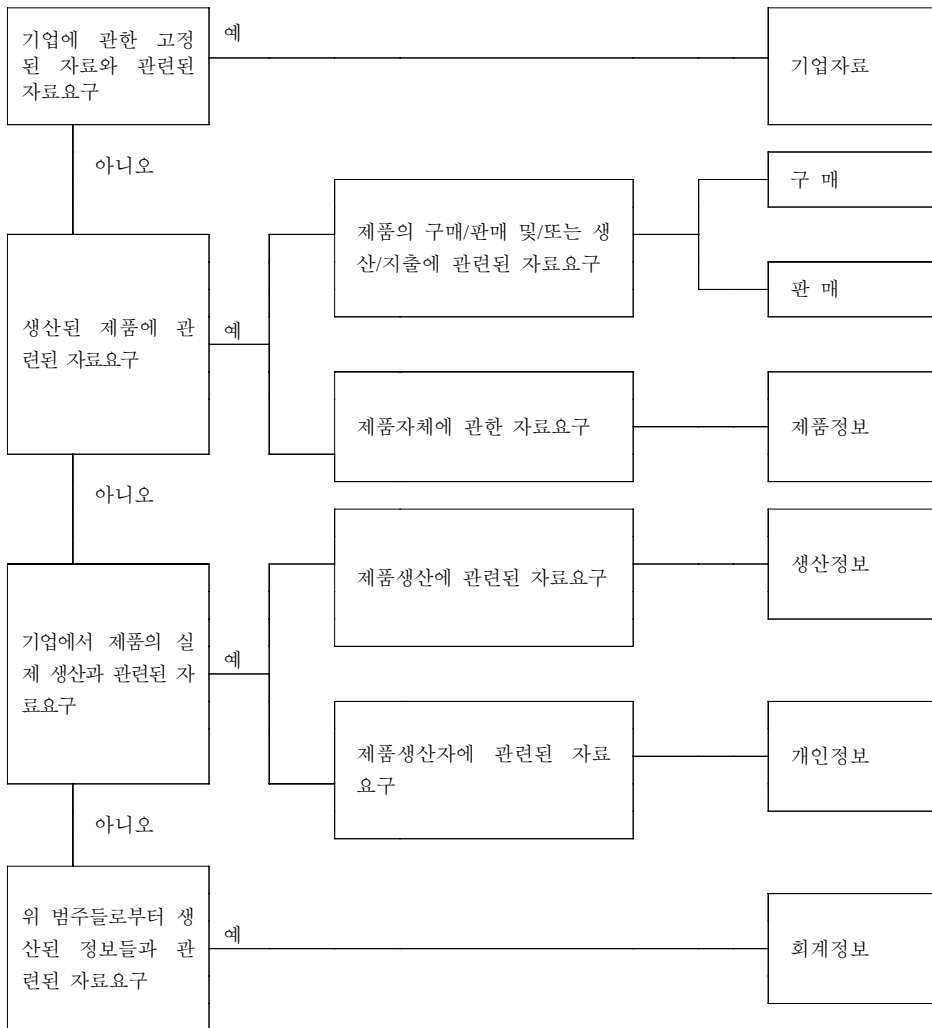 기업에 관한 고정
된 자료와 관련된
자료요구
예
기업자료
아니오
구 매
제품의 구매/판매 및/또는 생
산/지출에 관련된 자료요구
판 매
생산된 제품에 관
련된 자료요구
예
제품자체에 관한 자료요구
제품정보
아니오
제품생산에 관련된 자료요구
생산정보
기업에서 제품의 실
제 생산과 관련된 자
료요구
예
제품생산자에 관련된 자료
요구
개인정보
아니오
위 범주들로부터 생
산된 정보들과 관
련된 자료요구
예
회계정보